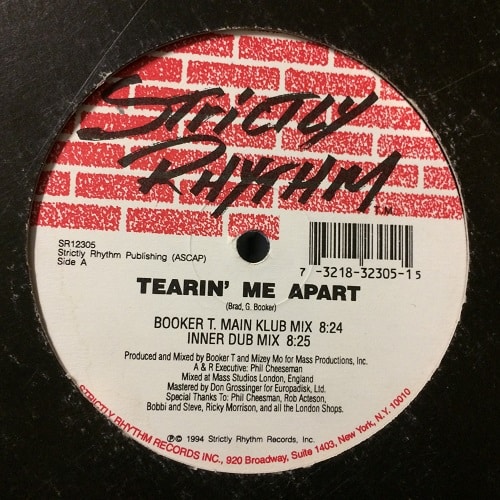 STRICTLY
RHYTHM
T.M.
SR12305
Strictly Rhythm Publishing (ASCAP)
Side A
7 -3218-32305-1 5
TEARIN' ME APART
(Brad, G. Booker)
BOOKER T. MAIN KLUB MIX 8:24
INNER DUB MIX 8:25
Produced and Mixed by Booker T and Mizey Mo for Mass Productions, Inc.
A & R Executive: Phil Cheeseman
Mixed at Mass Studios London, England
Mastered by Don Grossinger for Europadisk, Ltd.
Special Thanks To: Phil Cheesman, Rob Acteson,
Bobbi and Steve, Ricky Morrison, and all the London Shops.
℗© 1994 Strictly Rhythm Records, Inc.
STRICTLY RHYTHM RECORDS INC., 920 Broadway, Suite 1403, New York, N.Y. 10010